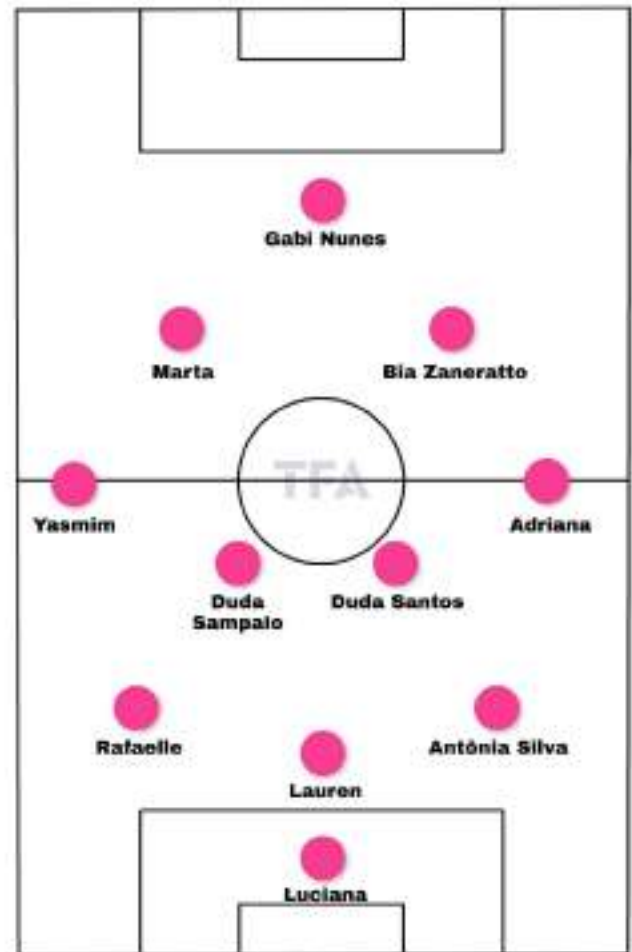 Gabi Nunes
Marta
Bia Zaneratto
TFA
Yasmim
Adriana
Duda
Sampaio
Duda Santos
Rafaelle
Antônia Silva
Lauren
Luciana